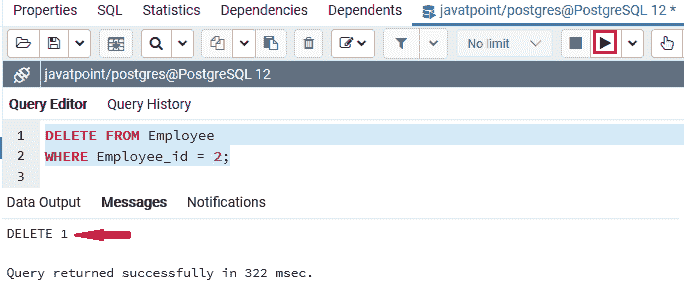 Properties SQL Statistics Dependencies Dependents javatpoint/postgres@PostgreSQL 12 *
No limit
javatpoint/postgres@PostgreSQL 12
Query Editor Query History
1 DELETE FROM Employee
2 WHERE Employee_id = 2;
3
Data Output Messages Notifications
DELETE 1
Query returned successfully in 322 msec.